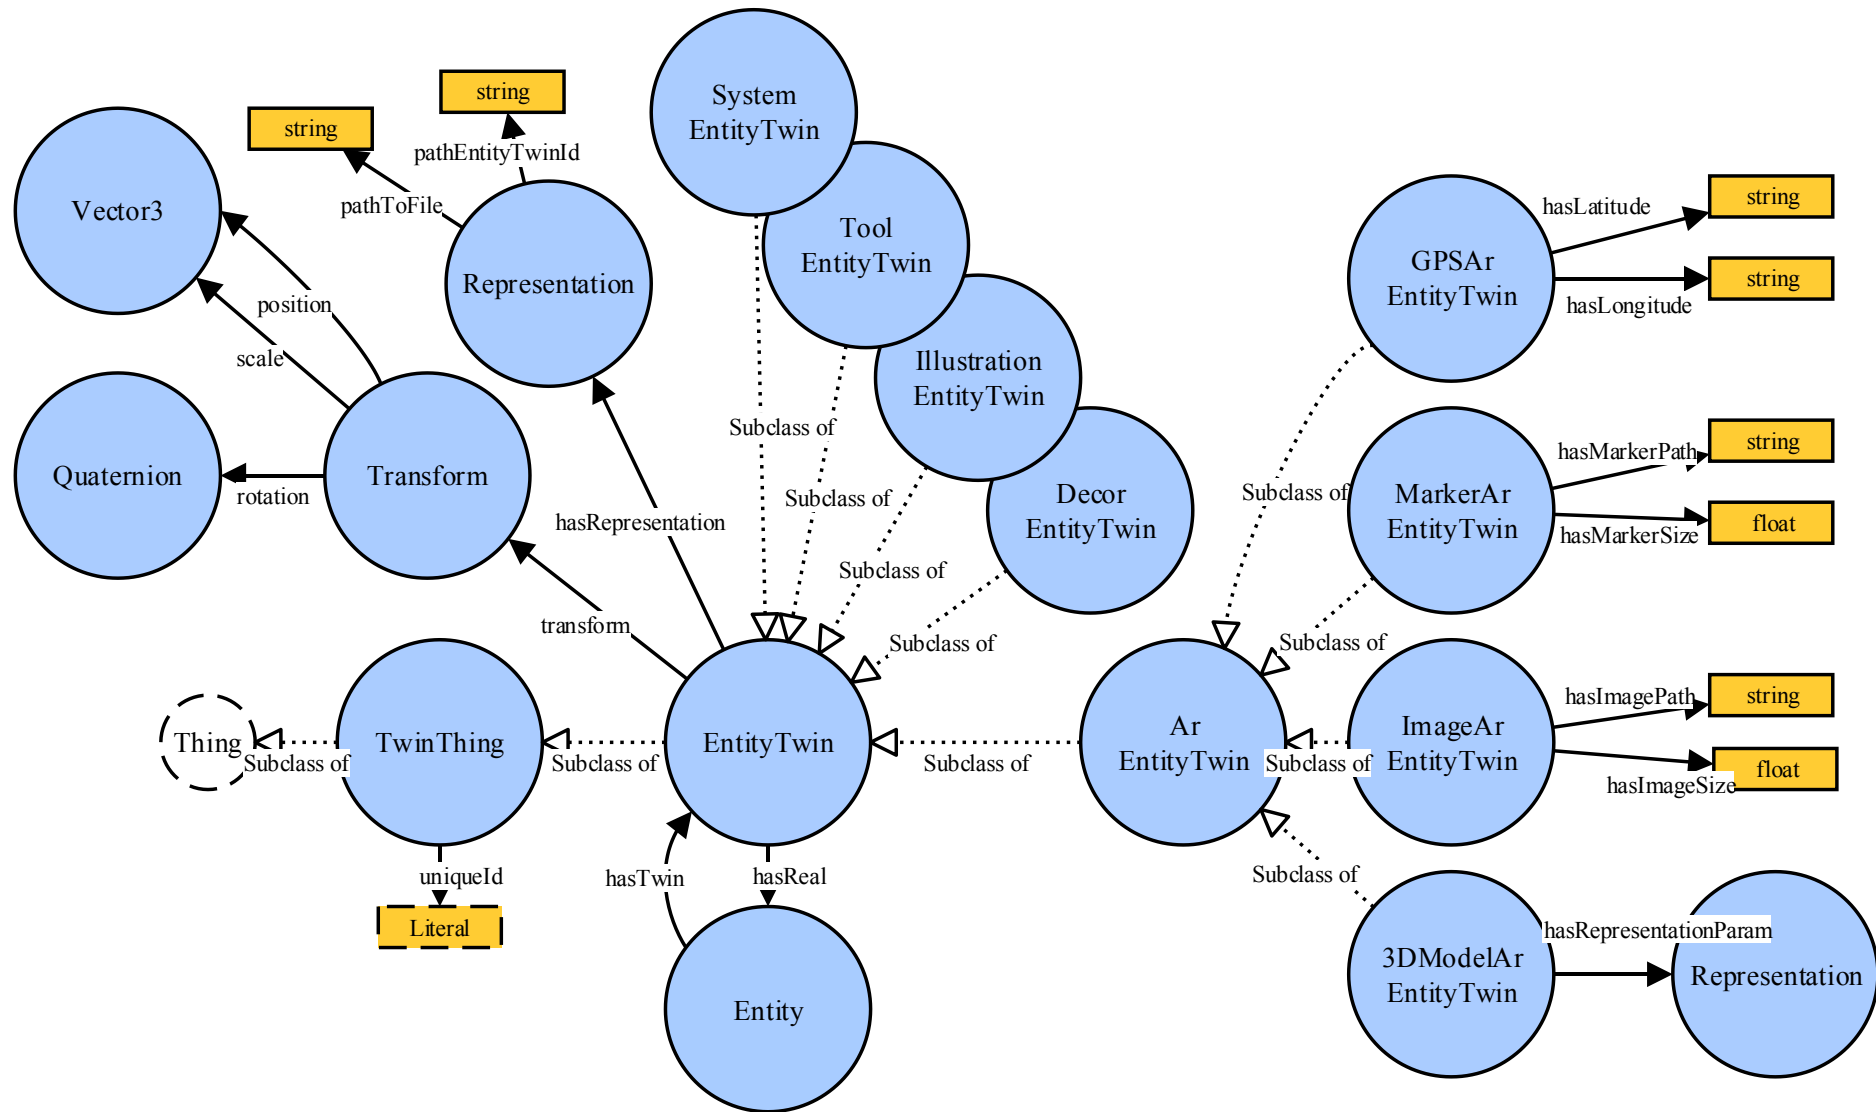 System
EntityTwin
string
string
pathEntityTwinId
pathToFile
Vector3
Representation
Tool
EntityTwin
GPSAr
EntityTwin
hasLatitude
string
string
hasLongitude
position
scale
Illustration
EntityTwin
Subclass of
Quaternion
rotation
Transform
hasRepresentation
Subclass of
Decor
EntityTwin
Subclass of
MarkerAr
EntityTwin
hasMarkerPath
string
float
hasMarkerSize
Subclass of
transform
Subclass of
Subclass of
Thing
Subclass of
TwinThing
Subclass of
EntityTwin
Subclass of
Ar
EntityTwin
Subclass of
ImageAr
EntityTwin
hasImagePath
string
float
hasImageSize
uniqueId
Literal
hasTwin
hasReal
Entity
Subclass of
3DModelAr
EntityTwin
hasRepresentationParam
Representation